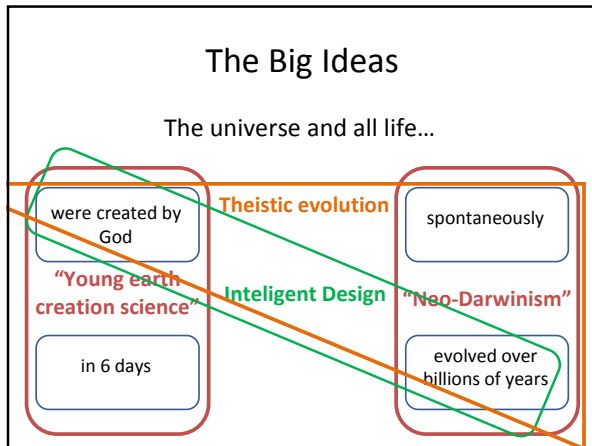 The Big Ideas
The universe and all life…
were created by
God
Theistic evolution
spontaneously
“Young earth
creation science”
Inteligent Design
“Neo-Darwinism”
in 6 days
evolved over
billions of years